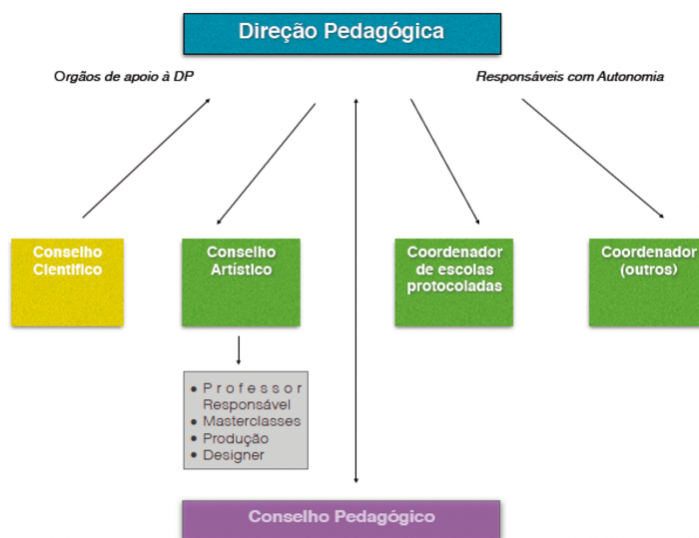 Direção Pedagógica
Orgãos de apoio à DP
Responsáveis com Autonomia
Conselho
Científico
Conselho
Artístico
Coordenador
de escolas
protocoladas
Coordenador
(outros)
• Professor
Responsável
• Masterclasses
• Produção
• Designer
Conselho Pedagógico